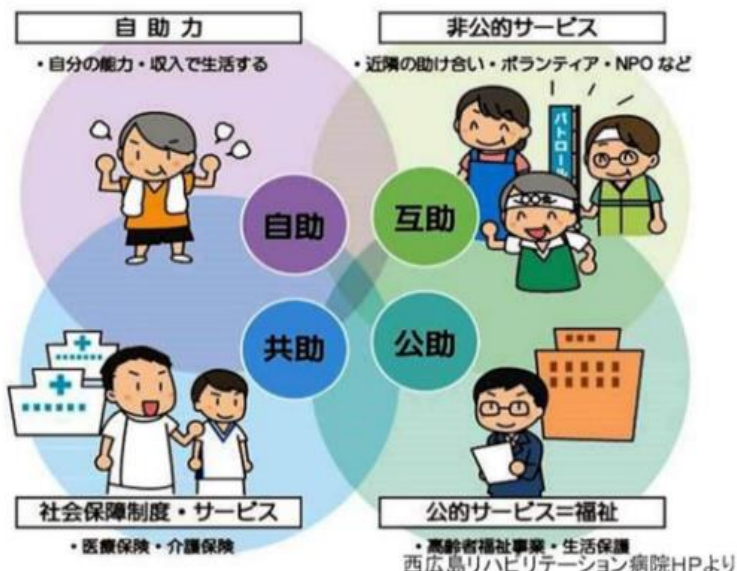 自助力
・自分の能力・収入で生活する
非公的サービス
・近隣の助け合い・ボランティア・NPOなど
パトロール
自助
互助
共助
公助
社会保障制度・サービス
・医療保険・介護保険
公的サービス=福祉
・高齢者福祉事業・生活保護
西広島リハビリテーション病院HPより